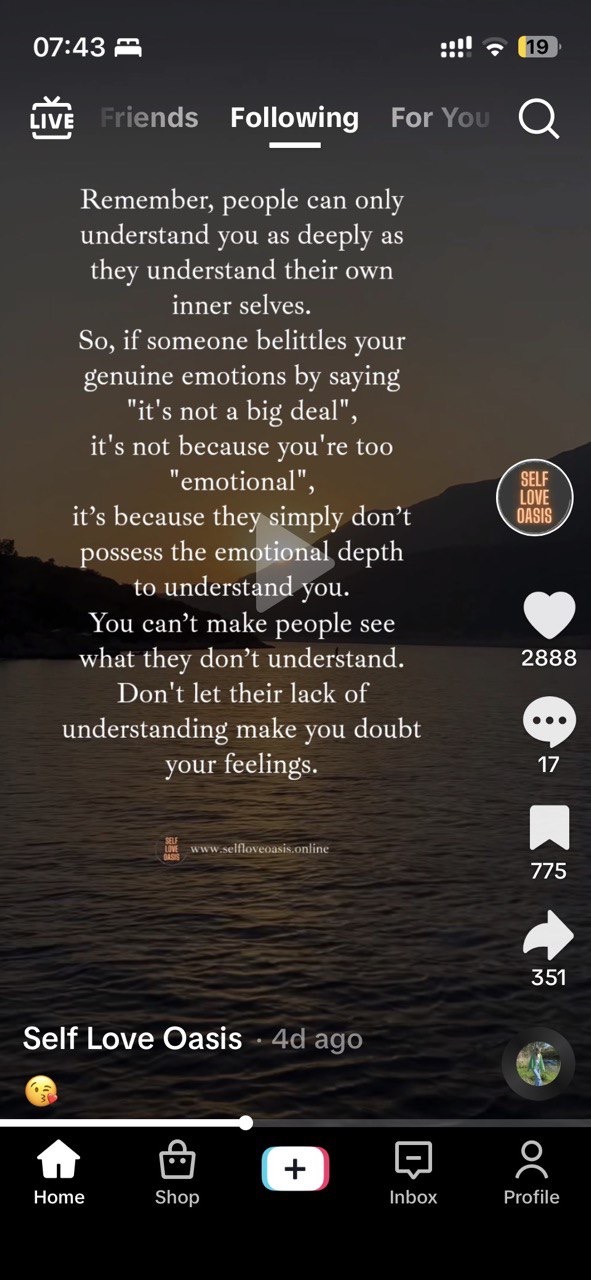 07:43
19
LIVE
Friends
Following
For You
Remember, people can only
understand you as deeply as
they understand their own
inner selves.
So, if someone belittles your
genuine emotions by saying
"it's not a big deal",
it's not because you're too
"emotional",
it’s because they simply don’t
possess the emotional depth
to understand you.
You can’t make people see
what they don’t understand.
Don't let their lack of
understanding make you doubt
your feelings.
SELF
LOVE
OASIS
2888
17
775
351
SELF
LOVE
OASIS
www.selfloveoasis.online
Self Love Oasis · 4d ago
😘
Home
Shop
Inbox
Profile